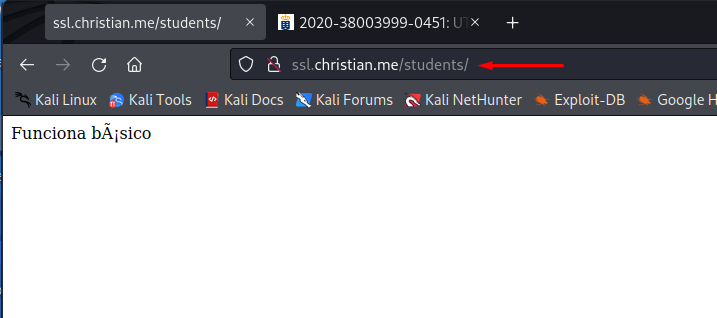 ssl.christian.me/students/
2020-38003999-0451: UT
ssl.christian.me/students/
Kali Linux Kali Tools Kali Docs Kali Forums Kali NetHunter Exploit-DB Google H
Funciona bÃ¡sico